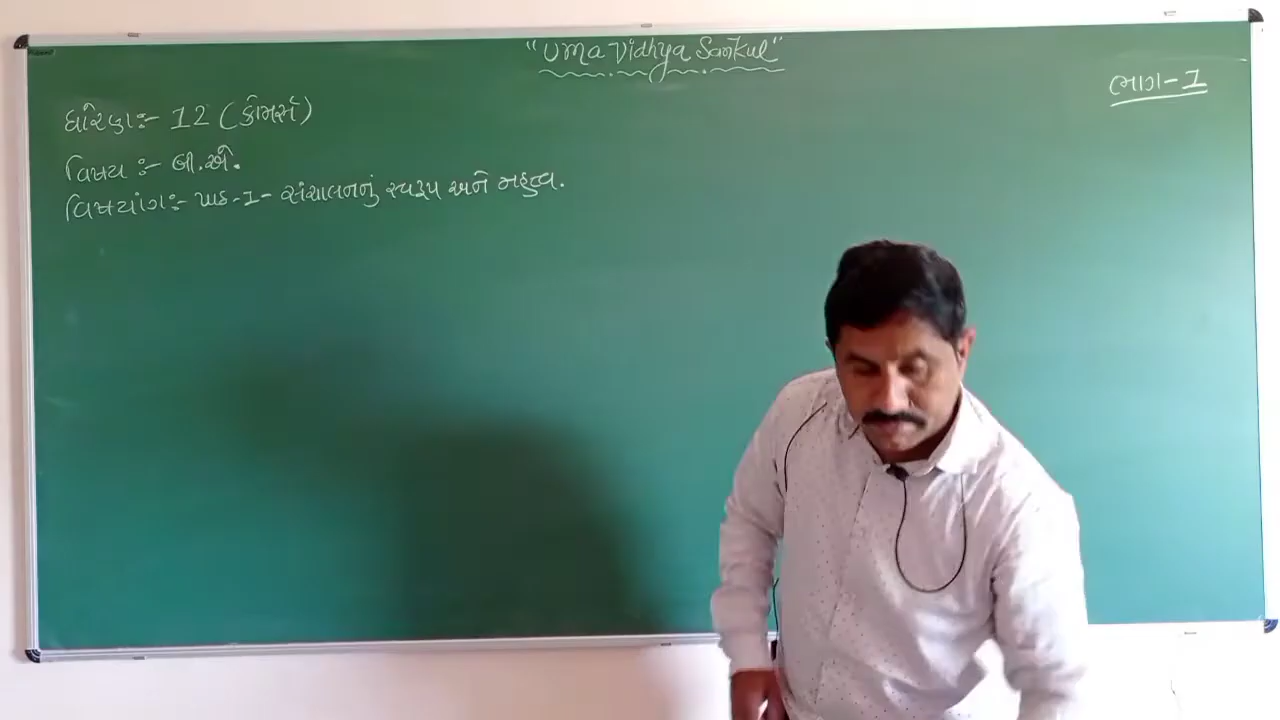 "Uma Vidhya Sankul"
ભાગ-1
ધોરણ:- 12 (કોમર્સ)
વિષય :- બી.એ.
વિષયાંગ:- પાઠ-1- સંચાલનનું સ્વરૂપ અને મહત્વ.